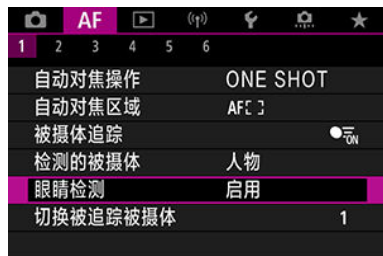 AF
1 2 3 4 5 6
自动对焦操作 ONE SHOT
自动对焦区域 AF[ ]
被摄体追踪 ON
检测的被摄体 人物
眼睛检测 启用
切换被追踪被摄体 1